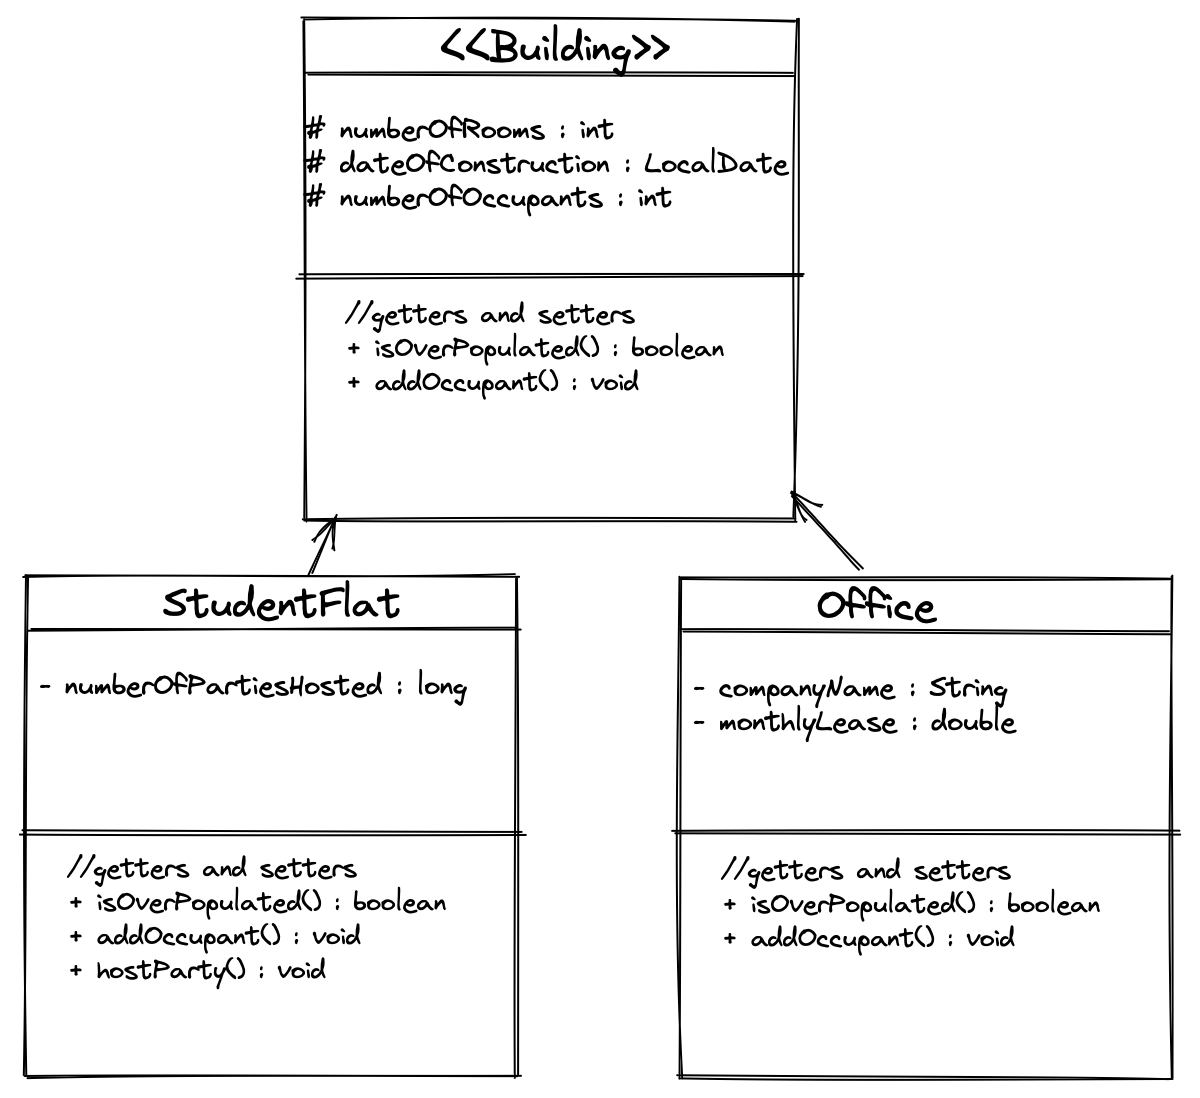 <<Building>>
# numberOfRooms : int
# dateOfConstruction : LocalDate
# numberOfOccupants : int
//getters and setters
+ isOverPopulated() : boolean
+ addOccupant() : void
StudentFlat
- numberOfPartiesHosted : long
//getters and setters
+ isOverPopulated() : boolean
+ addOccupant() : void
+ hostParty() : void
Office
- companyName : String
- monthlyLease : double
//getters and setters
+ isOverPopulated() : boolean
+ addOccupant() : void